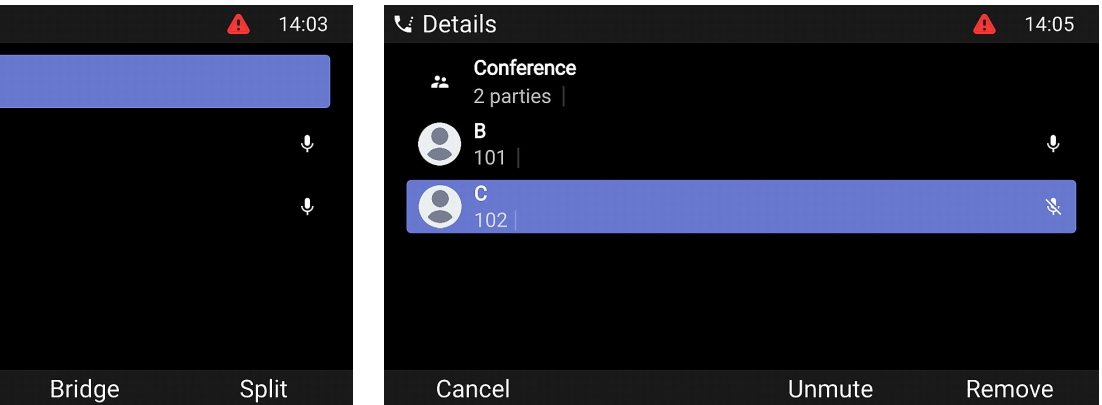 14:03
Bridge Split
Details 14:05
Conference
2 parties
B
101
C
102
Cancel Unmute Remove